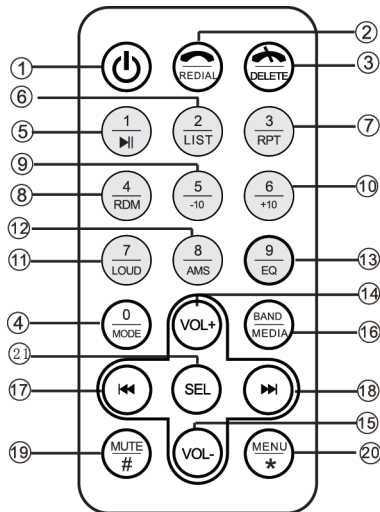 ②
① ③
REDIAL DELETE
⑥
1 2 3
⑤ LIST RPT ⑦
⑨
4 5 6
⑧ RDM -10 +10 ⑩
⑫
7 8 9
⑪ LOUD AMS EQ ⑬
⑭
0 BAND
④ MODE VOL+ MEDIA ⑯
21
⑰ SEL ⑱
⑮
MUTE MENU
⑲ # VOL- * ⑳